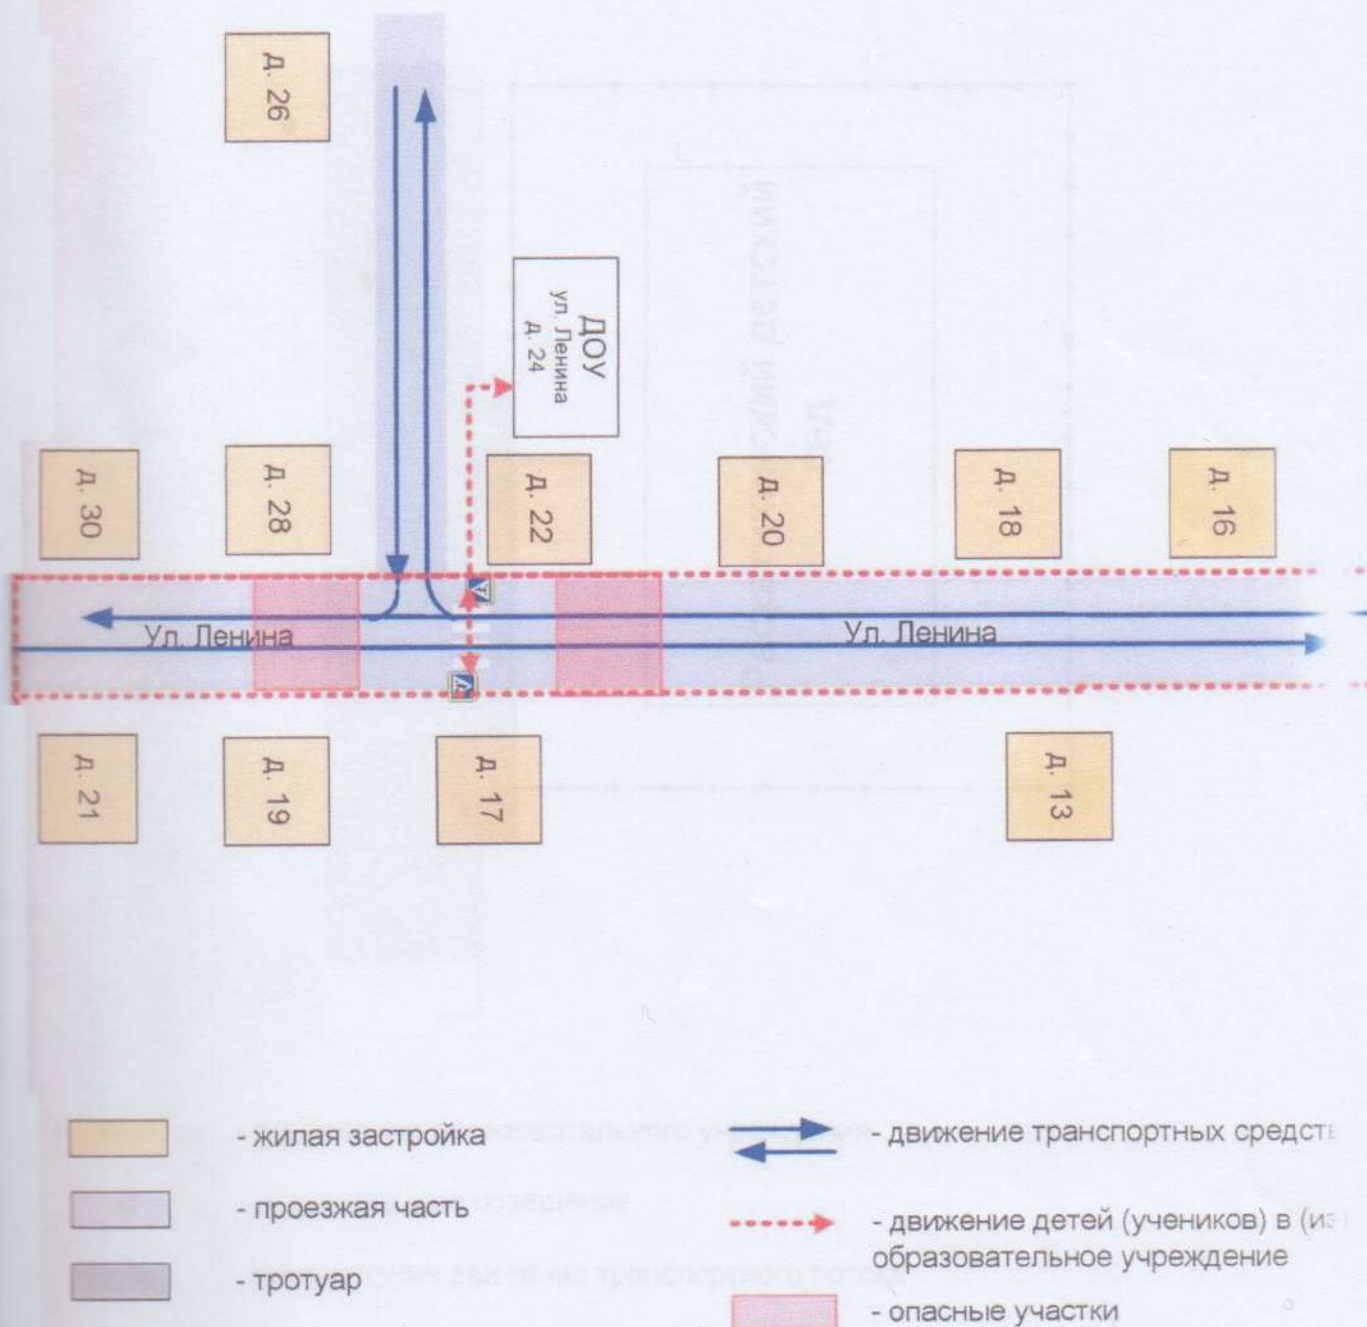 д. 26
ДОУ
ул. Ленина
д. 24
д. 30
д. 28
д. 22
д. 20
д. 18
д. 16
Ул. Ленина
Ул. Ленина
д. 21
д. 19
д. 17
д. 13
- жилая застройка
- проезжая часть
- тротуар
- движение транспортных средств
- движение детей (учеников) в (из
образовательное учреждение
- опасные участки